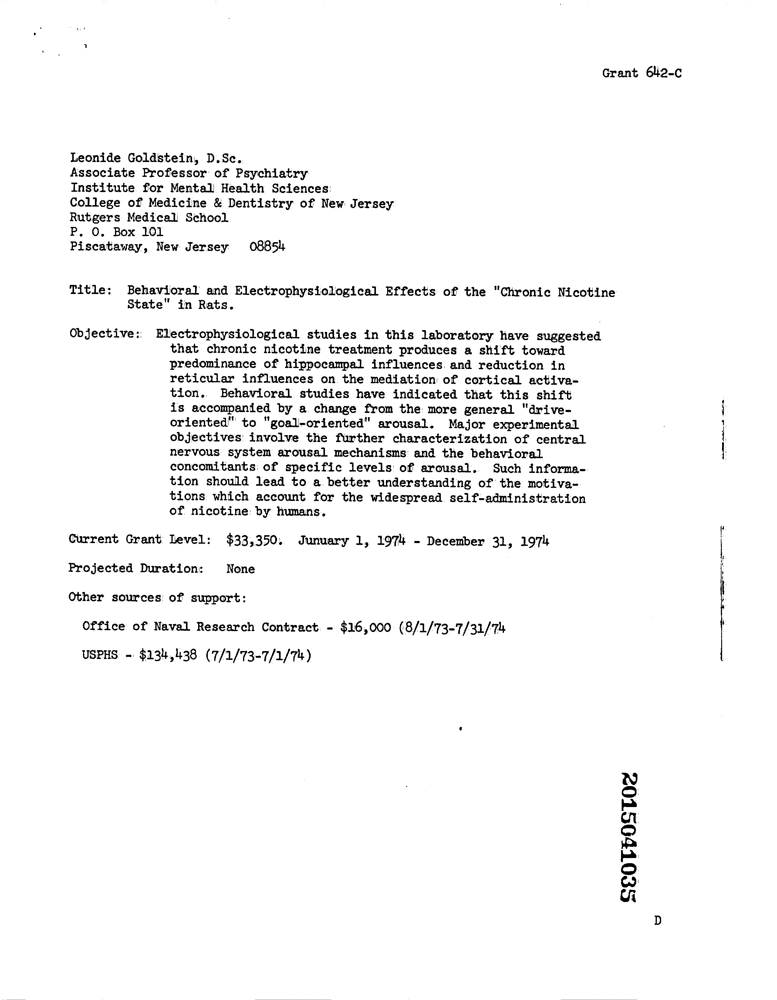 Grant 642-C
Leonide Goldstein, D.Sc.
Associate Professor of Psychiatry
Institute for Mental Health Sciences
College of Medicine & Dentistry of New Jersey
Rutgers Medical School
P. O. Box 101
Piscataway, New Jersey 08854
Title: Behavioral and Electrophysiological Effects of the "Chronic Nicotine
State" in Rats.
Objective: Electrophysiological studies in this laboratory have suggested
that chronic nicotine treatment produces a shift toward
predominance of hippocampal influences and reduction in
reticular influences on the mediation of cortical activa-
tion. Behavioral studies have indicated that this shift
is accompanied by a change from the more general "drive-
oriented" to "goal-oriented" arousal. Major experimental
objectives involve the further characterization of central
nervous system arousal mechanisms and the behavioral
concomitants of specific levels of arousal. Such informa-
tion should lead to a better understanding of the motiva-
tions which account for the widespread self-administration
of nicotine by humans.
Current Grant Level: $33,350. Junuary 1, 1974 - December 31, 1974
Projected Duration: None
Other sources of support:
Office of Naval Research Contract - $16,000 (8/1/73-7/31/74
USPHS - $134,438 (7/1/73-7/1/74)
2015041035
D